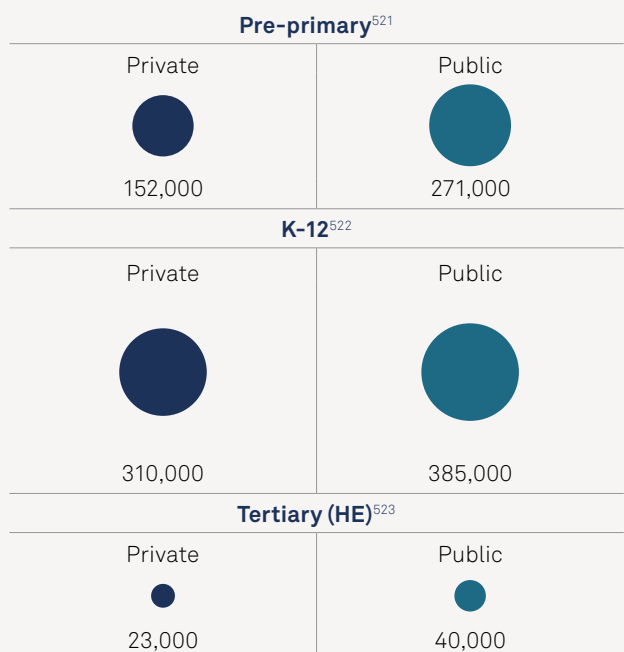 Pre-primary521
Private Public
152,000 271,000
K-12522
Private Public
310,000 385,000
Tertiary (HE)523
Private Public
23,000 40,000